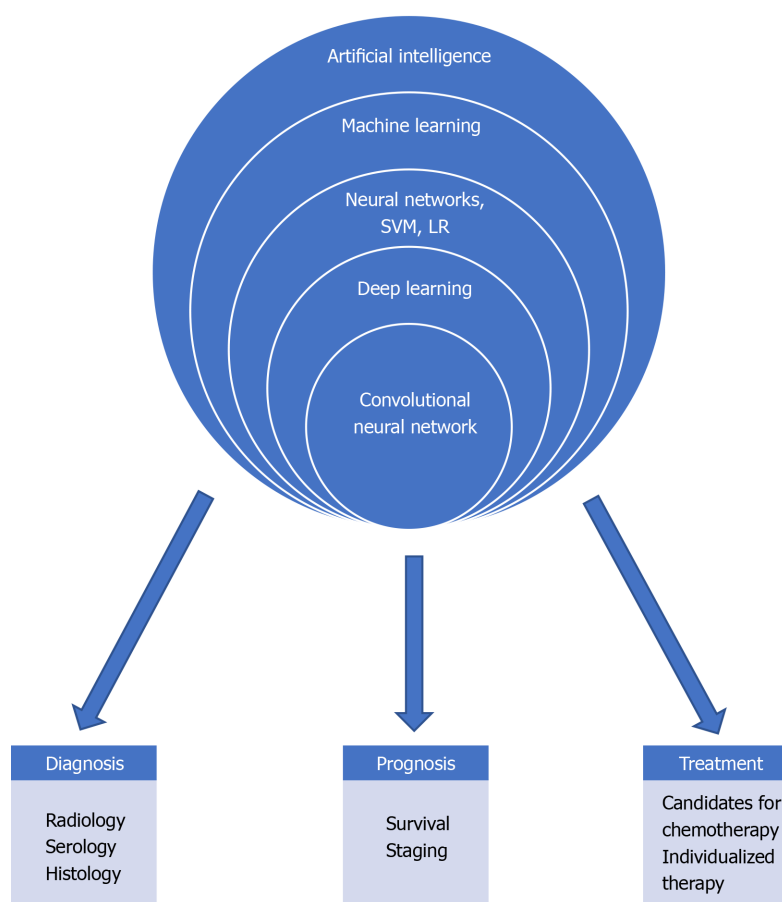 Artificial intelligence
Machine learning
Neural networks,
SVM, LR
Deep learning
Convolutional
neural network
Diagnosis
Radiology
Serology
Histology
Prognosis
Survival
Staging
Treatment
Candidates for
chemotherapy
Individualized
therapy